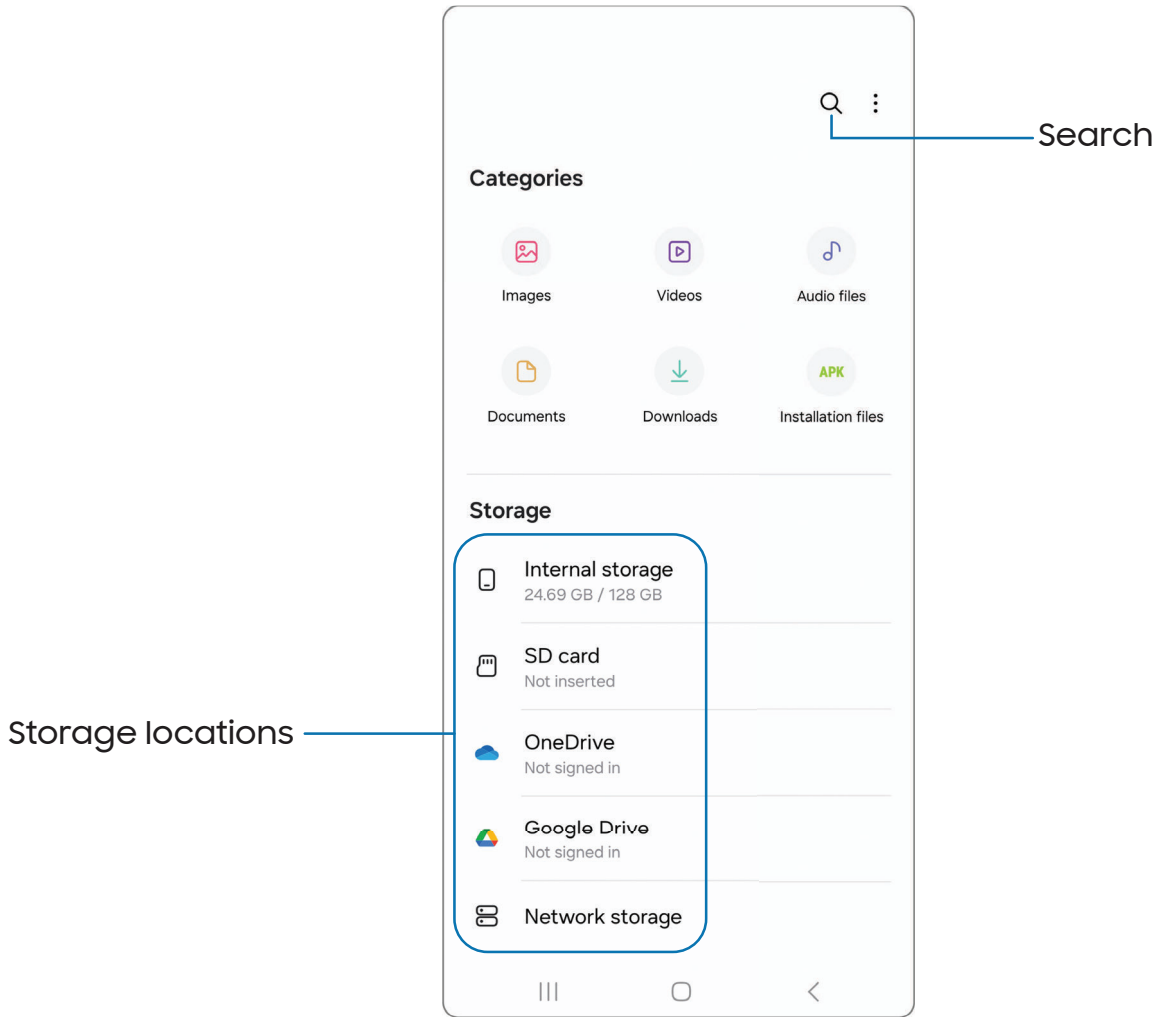 Search
Categories
Images Videos Audio files
APK
Documents Downloads Installation files
Storage
Internal storage
24.69 GB / 128 GB
SD card
Not inserted
Storage locations
OneDrive
Not signed in
Google Drive
Not signed in
Network storage